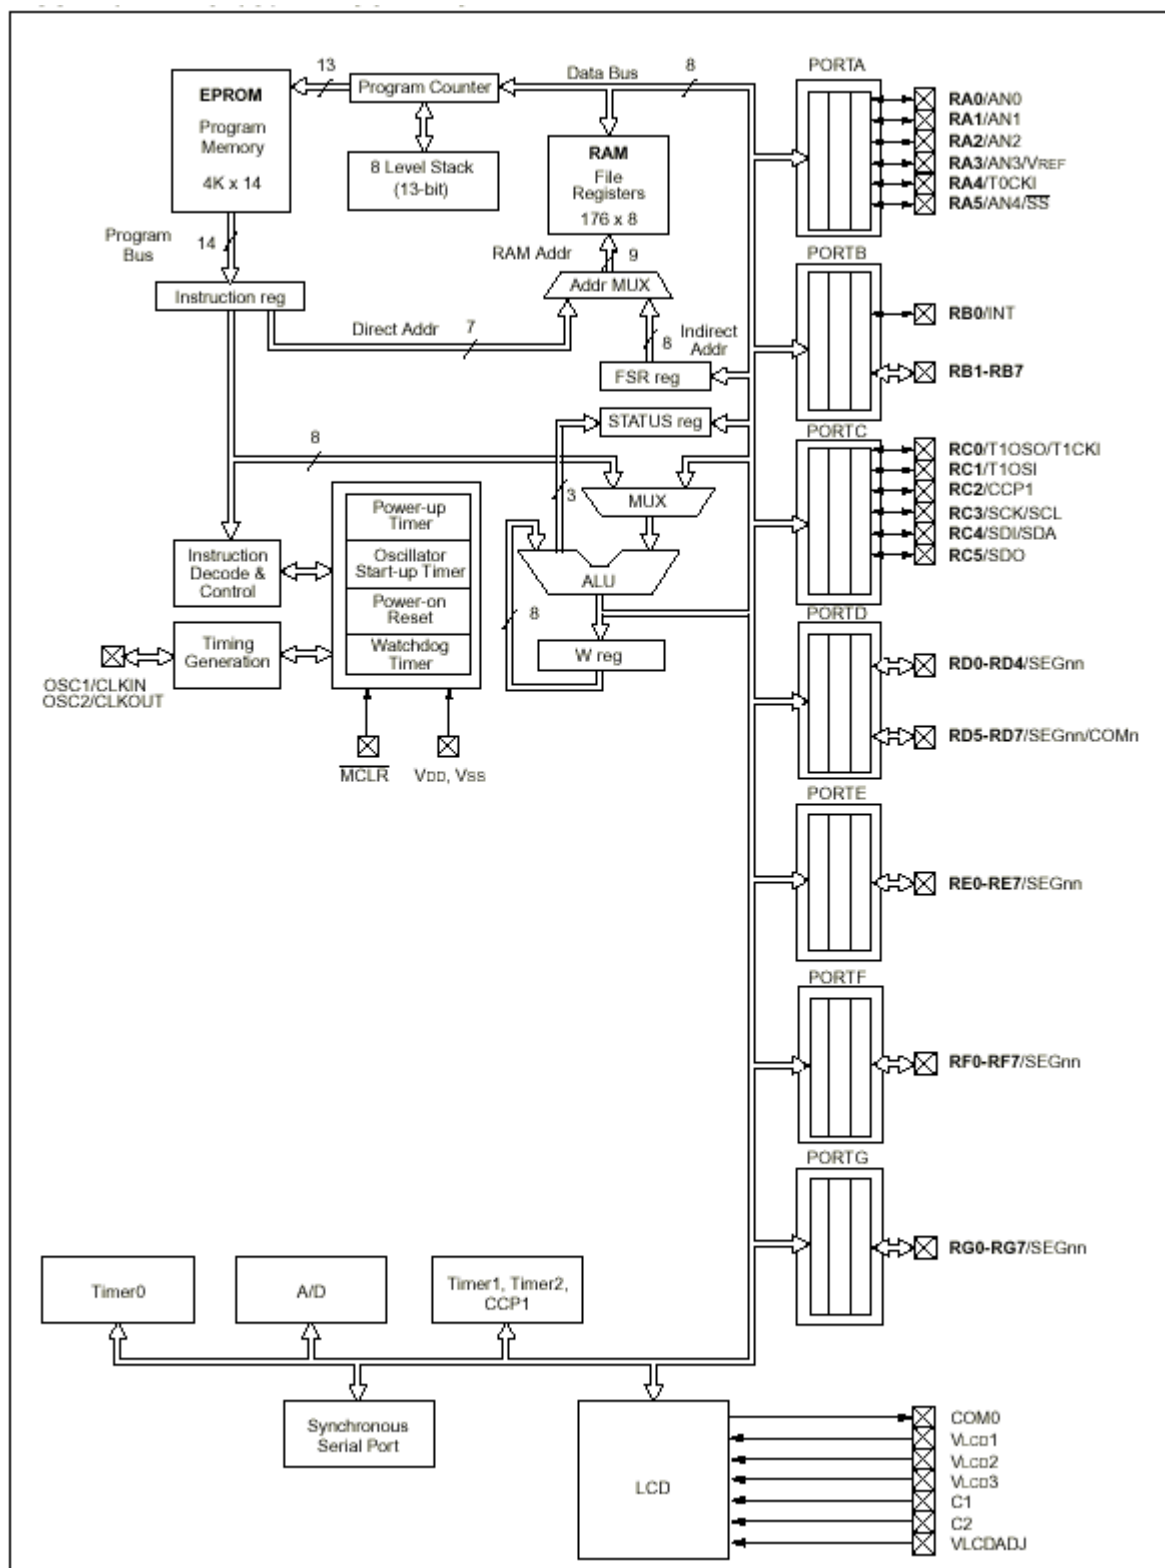 13
Program Counter
Data Bus
8
PORTA
EPROM
Program
Memory
4K x 14
8 Level Stack
(13-bit)
RAM
File
Registers
176 x 8
RA0/AN0
RA1/AN1
RA2/AN2
RA3/AN3/VREF
RA4/T0CKI
RA5/AN4/SS
Program
Bus
14
RAM Addr
9
PORTB
Instruction reg
Addr MUX
RB0/INT
Direct Addr
7
8
Indirect
Addr
RB1-RB7
FSR reg
STATUS reg
PORTC
8
RC0/T1OSO/T1CKI
RC1/T1OSI
RC2/CCP1
RC3/SCK/SCL
RC4/SDI/SDA
RC5/SDO
3
MUX
Power-up
Timer
Instruction
Decode &
Control
Oscillator
Start-up Timer
ALU
Power-on
Reset
8
PORTD
Timing
Generation
Watchdog
Timer
W reg
RD0-RD4/SEGnn
OSC1/CLKIN
OSC2/CLKOUT
RD5-RD7/SEGnn/COMn
MCLR
VDD, VSS
PORTE
RE0-RE7/SEGnn
PORTF
RF0-RF7/SEGnn
PORTG
RG0-RG7/SEGnn
Timer0
A/D
Timer1, Timer2,
CCP1
Synchronous
Serial Port
LCD
COM0
VLCD1
VLCD2
VLCD3
C1
C2
VLCDADJ